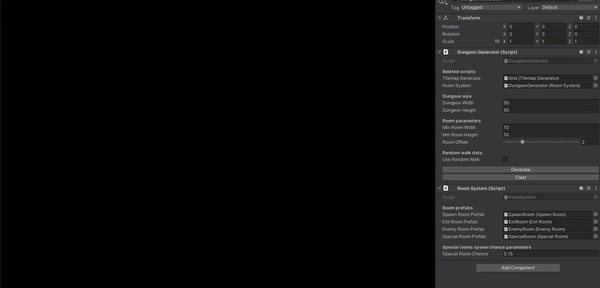 Tag Untagged Layer Default
Transform
Position X 0 Y 0 Z 0
Rotation X 0 Y 0 Z 0
Scale X 1 Y 1 Z 1
Dungeon Generator (Script)
Script DungeonGenerator
Related scripts
Tilemap Generator Grid (Tilemap Generator)
Room System DungeonGenerator (Room System)
Dungeon size
Dungeon Width 50
Dungeon Height 50
Room parameters
Min Room Width 10
Min Room Height 10
Room Offset 2
Random walk data
Use Random Walk
Generate
Clear
Room System (Script)
Script RoomSystem
Room prefabs
Spawn Room Prefab SpawnRoom (Spawn Room)
Exit Room Prefab ExitRoom (Exit Room)
Enemy Room Prefab EnemyRoom (Enemy Room)
Special Room Prefab SpecialRoom (Special Room)
Special rooms spawn chance parameters
Special Room Chance 0.15
Add Component